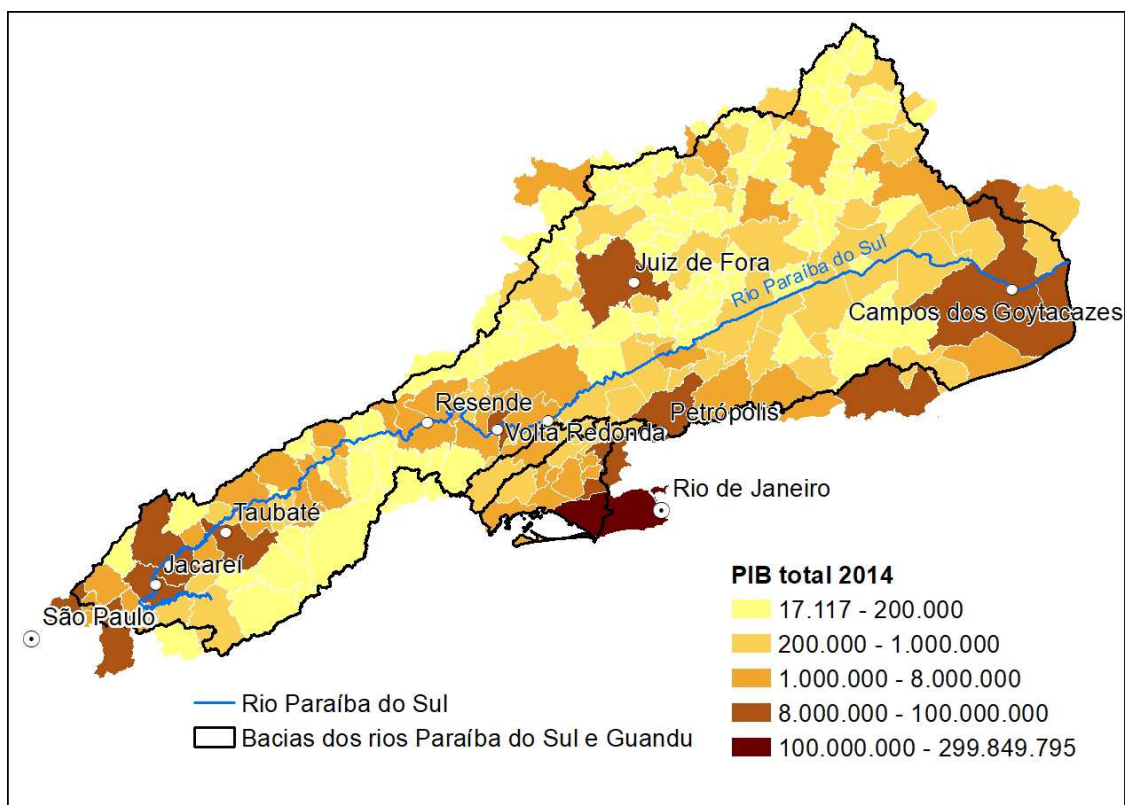 Juiz de Fora
Rio Paraíba do Sul
Campos dos Goytacazes
Resende
Petrópolis
Volta Redonda
Rio de Janeiro
Taubaté
Jacareí
São Paulo
PIB total 2014
17.117 - 200.000
200.000 - 1.000.000
1.000.000 - 8.000.000
8.000.000 - 100.000.000
100.000.000 - 299.849.795
Rio Paraíba do Sul
Bacias dos rios Paraíba do Sul e Guandu